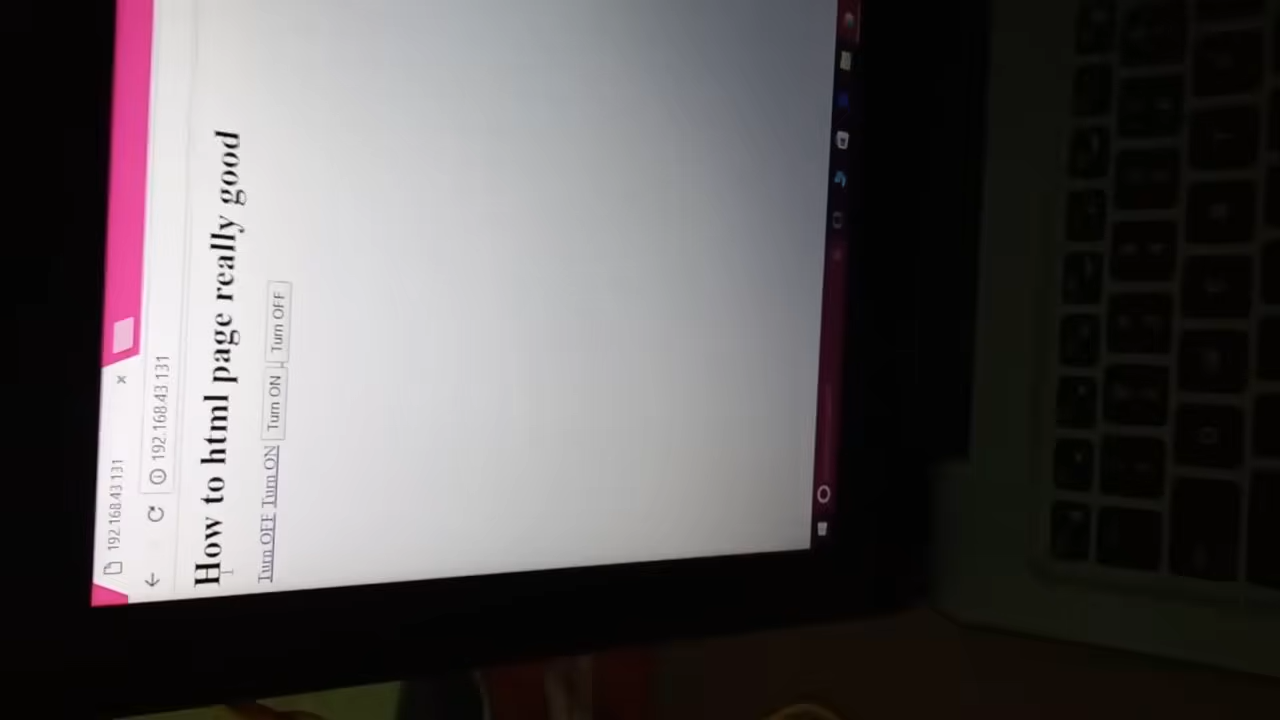 192.168.43.131
192.168.43.131
How to html page really good
Turn OFF Turn ON Turn ON Turn OFF